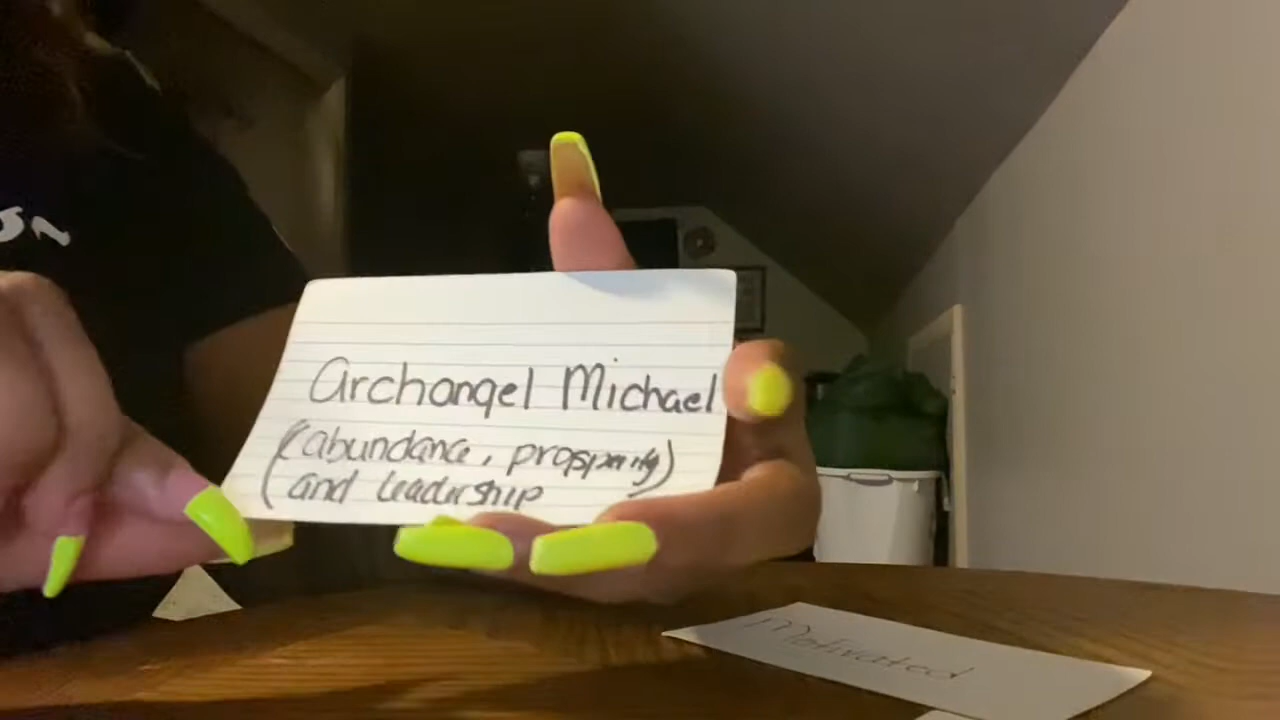 Archangel Michael
(abundance, prosperity)
(and leadership
Motivated